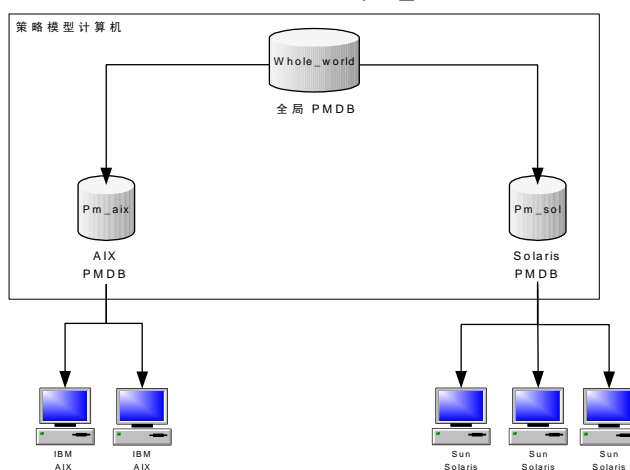 策略模型计算机
Whole_world
全局 PMDB
Pm_aix
Pm_sol
AIX
PMDB
Solaris
PMDB
IBM
AIX
IBM
AIX
Sun
Solaris
Sun
Solaris
Sun
Solaris